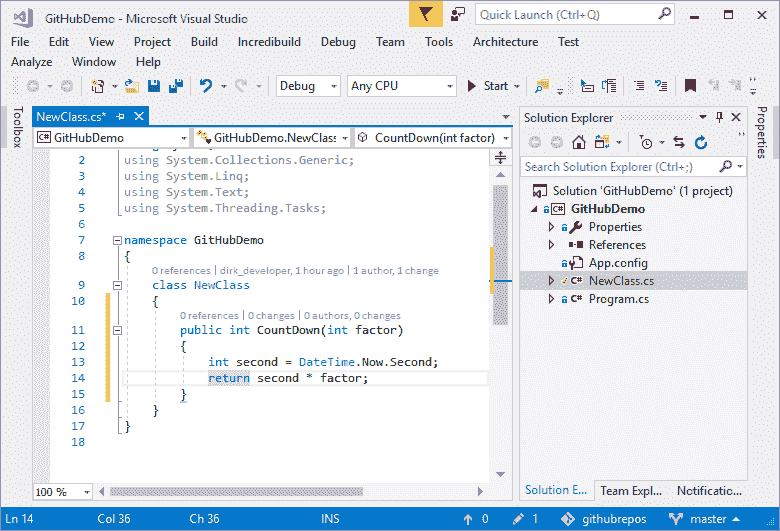 GitHubDemo - Microsoft Visual Studio
Quick Launch (Ctrl+Q)
File Edit View Project Build Incredibuild Debug Team Tools Architecture Test
Analyze Window Help
Debug Any CPU Start
Toolbox
NewClass.cs*
GitHubDemo GitHubDemo.NewClass CountDown(int factor)
2 using System.Collections.Generic;
3 using System.Linq;
4 using System.Text;
5 using System.Threading.Tasks;
6
7 namespace GitHubDemo
8 {
0 references | dirk_developer, 1 hour ago | 1 author, 1 change
9 class NewClass
10 {
0 references | 0 changes | 0 authors, 0 changes
11 public int CountDown(int factor)
12 {
13 int second = DateTime.Now.Second;
14 return second * factor;
15 }
16 }
17 }
18
100 %
Solution Explorer
Search Solution Explorer (Ctrl+;)
Solution 'GitHubDemo' (1 project)
C# GitHubDemo
Properties
References
App.config
C# NewClass.cs
C# Program.cs
Solution E... Team Expl... Notificatio...
Properties
Ln 14 Col 36 Ch 36 INS 0 1 githubrepos master